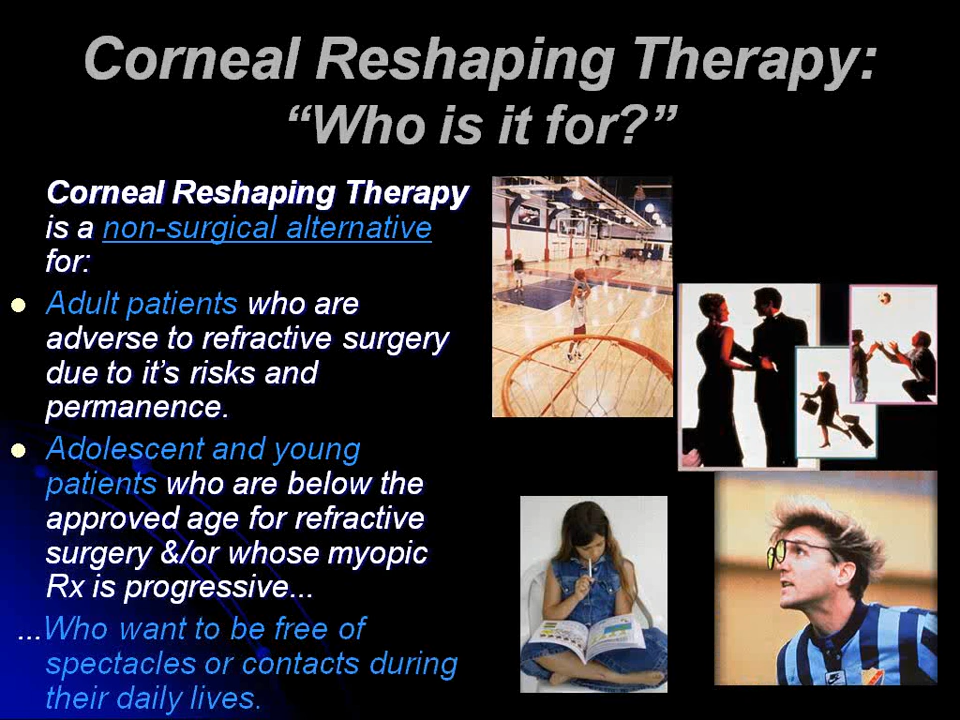 Corneal Reshaping Therapy:
“Who is it for?”
Corneal Reshaping Therapy
is a non-surgical alternative
for:
Adult patients who are
adverse to refractive surgery
due to it’s risks and
permanence.
Adolescent and young
patients who are below the
approved age for refractive
surgery &/or whose myopic
Rx is progressive...
...Who want to be free of
spectacles or contacts during
their daily lives.